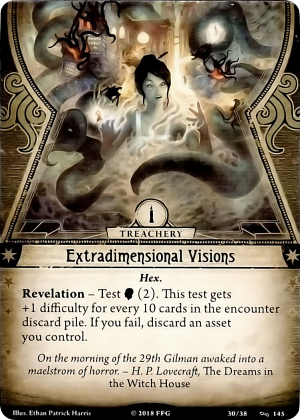 TREACHERY
Extradimensional Visions
Hex.
Revelation – Test (2). This test gets
+1 difficulty for every 10 cards in the encounter
discard pile. If you fail, discard an asset
you control.
On the morning of the 29th Gilman awaked into a
maelstrom of horror. – H. P. Lovecraft, The Dreams in
the Witch House
Illus. Ethan Patrick Harris © 2018 FFG 30/38 145